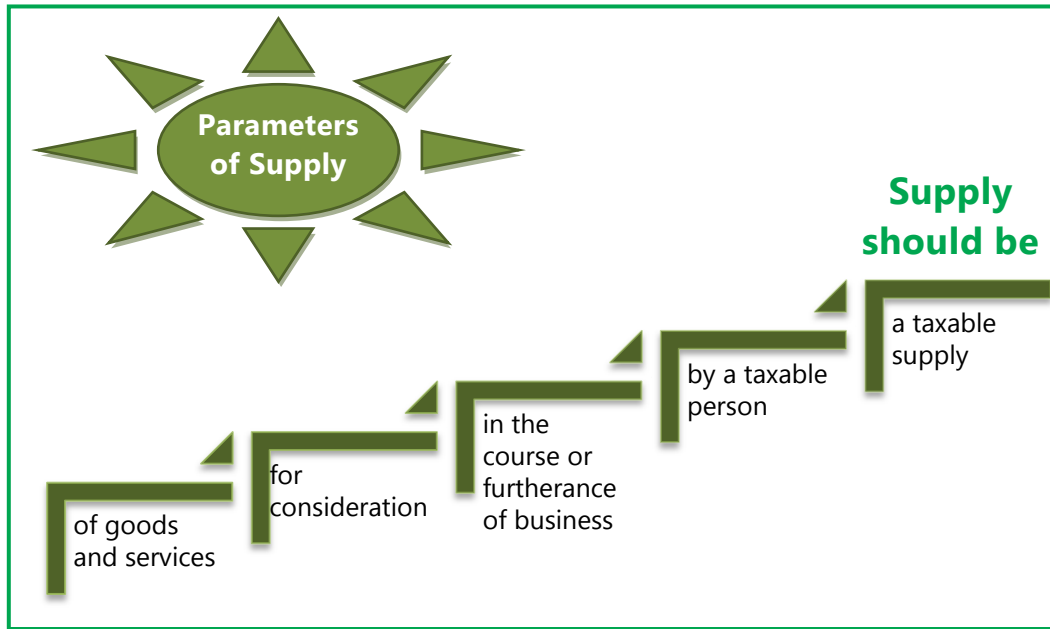 Parameters
of Supply
Supply
should be
of goods
and services
for
consideration
in the
course or
furtherance
of business
by a taxable
person
a taxable
supply